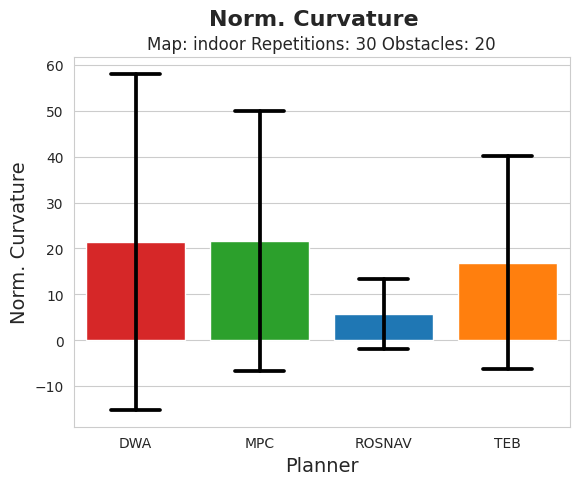 Norm. Curvature
Map: indoor Repetitions: 30 Obstacles: 20
Norm. Curvature
60
50
40
30
20
10
0
−10
DWA MPC ROSNAV TEB
Planner